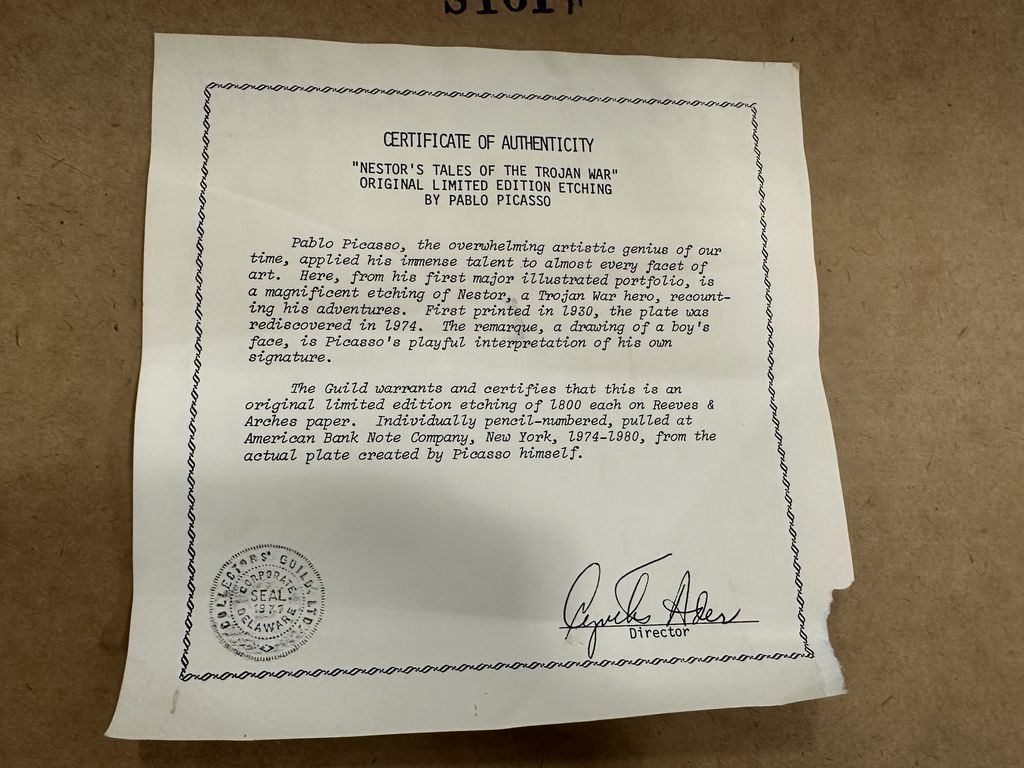 CERTIFICATE OF AUTHENTICITY
"NESTOR'S TALES OF THE TROJAN WAR"
ORIGINAL LIMITED EDITION ETCHING
BY PABLO PICASSO
Pablo Picasso, the overwhelming artistic genius of our
time, applied his immense talent to almost every facet of
art. Here, from his first major illustrated portfolio, is
a magnificent etching of Nestor, a Trojan War hero, recount-
ing his adventures. First printed in 1930, the plate was
rediscovered in 1974. The remarque, a drawing of a boy's
face, is Picasso's playful interpretation of his own
signature.
The Guild warrants and certifies that this is an
original limited edition etching of 1800 each on Reeves &
Arches paper. Individually pencil-numbered, pulled at
American Bank Note Company, New York, 1974-1980, from the
actual plate created by Picasso himself.
COLLECTORS' GUILD, LTD.
CORPORATE
SEAL
1977
DELAWARE
Director